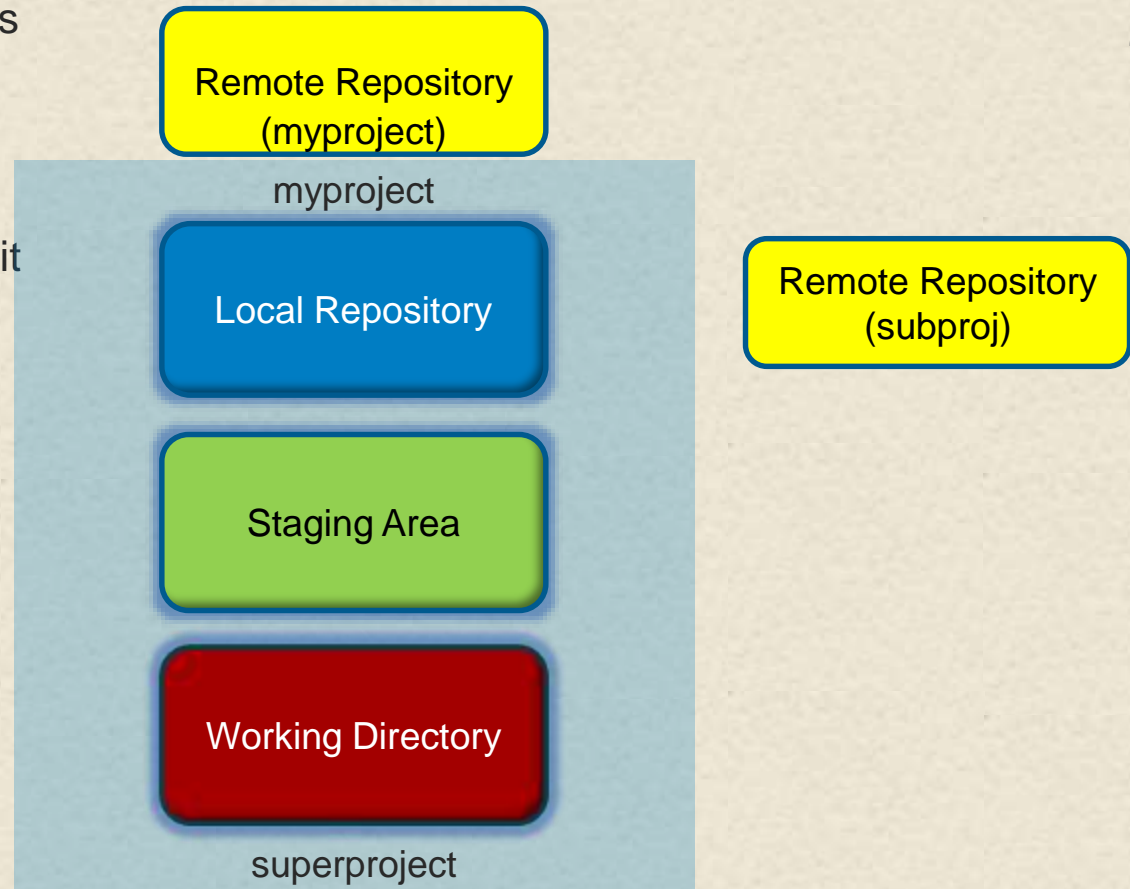 s
Remote Repository
(myproject)
myproject
it
Local Repository
Remote Repository
(subproj)
Staging Area
Working Directory
superproject